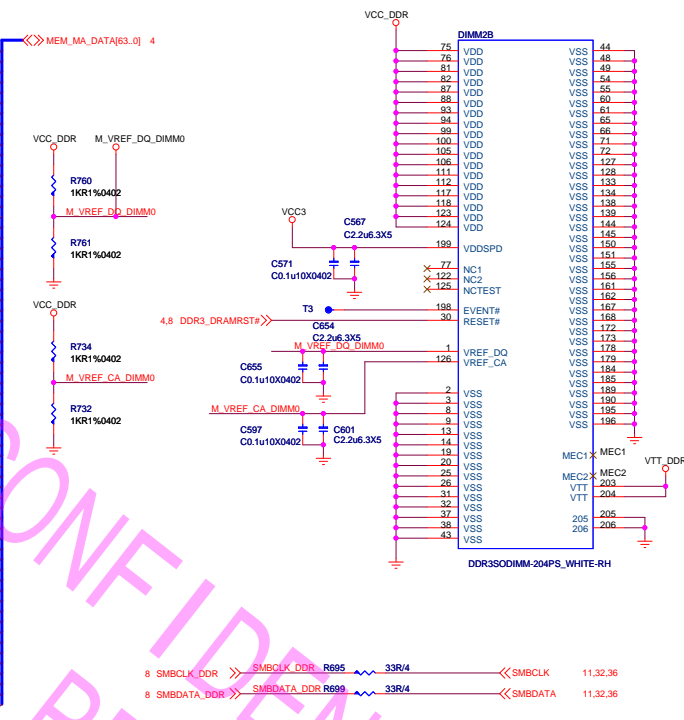 VCC_DDR
DIMM2B
MEM_MA_DATA[63..0] 4
75 VDD VSS 44
76 VDD VSS 48
81 VDD VSS 49
82 VDD VSS 54
87 VDD VSS 55
88 VDD VSS 60
93 VDD VSS 61
94 VDD VSS 65
99 VDD VSS 66
100 VDD VSS 71
105 VDD VSS 72
106 VDD VSS 127
111 VDD VSS 128
112 VDD VSS 133
117 VDD VSS 134
118 VDD VSS 138
123 VDD VSS 139
124 VDD VSS 144
VSS 145
199 VDDSPD VSS 150
VSS 151
77 NC1 VSS 155
122 NC2 VSS 156
125 NCTEST VSS 161
VSS 162
198 EVENT# VSS 167
30 RESET# VSS 168
VSS 172
VSS 173
1 VREF_DQ VSS 178
126 VREF_CA VSS 179
VSS 184
VSS 185
2 VSS VSS 189
3 VSS VSS 190
8 VSS VSS 195
9 VSS VSS 196
13 VSS
14 VSS
19 VSS MEC1 MEC1
20 VSS
25 VSS MEC2 MEC2
26 VSS VTT 203
31 VSS VTT 204
32 VSS
37 VSS 205 205
38 VSS 206 206
43 VSS
VTT_DDR
DDR3SODIMM-204PS_WHITE-RH
VCC_DDR M_VREF_DQ_DIMM0
R760
1KR1%0402
M_VREF_DQ_DIMM0
R761
1KR1%0402
VCC_DDR
R734
1KR1%0402
M_VREF_CA_DIMM0
R732
1KR1%0402
VCC3
C567
C2.2u6.3X5
C571
C0.1u10X0402
T3
4,8 DDR3_DRAMRST#
C654
C2.2u6.3X5
M_VREF_DQ_DIMM0
C655
C0.1u10X0402
M_VREF_CA_DIMM0
C597
C0.1u10X0402
C601
C2.2u6.3X5
8 SMBCLK_DDR SMBCLK_DDR R695 33R/4 SMBCLK 11,32,36
8 SMBDATA_DDR SMBDATA_DDR R699 33R/4 SMBDATA 11,32,36